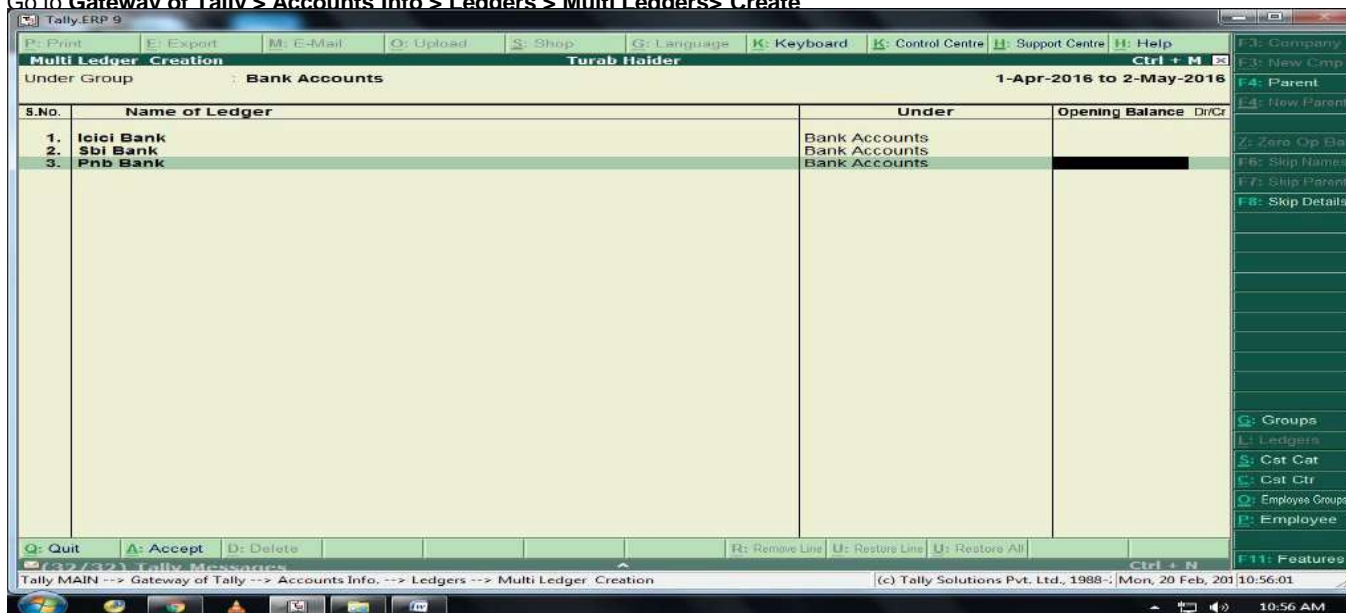 Go to Gateway of Tally > Accounts Info > Ledgers > Multi Ledgers> Create
Tally.ERP 9
P: Print E: Export M: E-Mail O: Upload S: Shop G: Language K: Keyboard K: Control Centre H: Support Centre H: Help F3: Company
Multi Ledger Creation Turab Haider Ctrl + M F3: New Cmp
Under Group : Bank Accounts 1-Apr-2016 to 2-May-2016 F4: Parent
F4: New Parent
S.No. Name of Ledger Under Opening Balance Dr/Cr
1. Icici Bank Bank Accounts
2. Sbi Bank Bank Accounts
3. Pnb Bank Bank Accounts
Z: Zero Op Ba
F6: Skip Names
F7: Skip Parent
F8: Skip Details
G: Groups
L: Ledgers
S: Cst Cat
C: Cst Ctr
O: Employee Groups
P: Employee
Q: Quit A: Accept D: Delete R: Remove Line U: Restore Line U: Restore All
F11: Features
(32/32) Tally Messages Ctrl + N
Tally MAIN --> Gateway of Tally --> Accounts Info. --> Ledgers --> Multi Ledger Creation (c) Tally Solutions Pvt. Ltd., 1988- Mon, 20 Feb, 201 10:56:01
10:56 AM